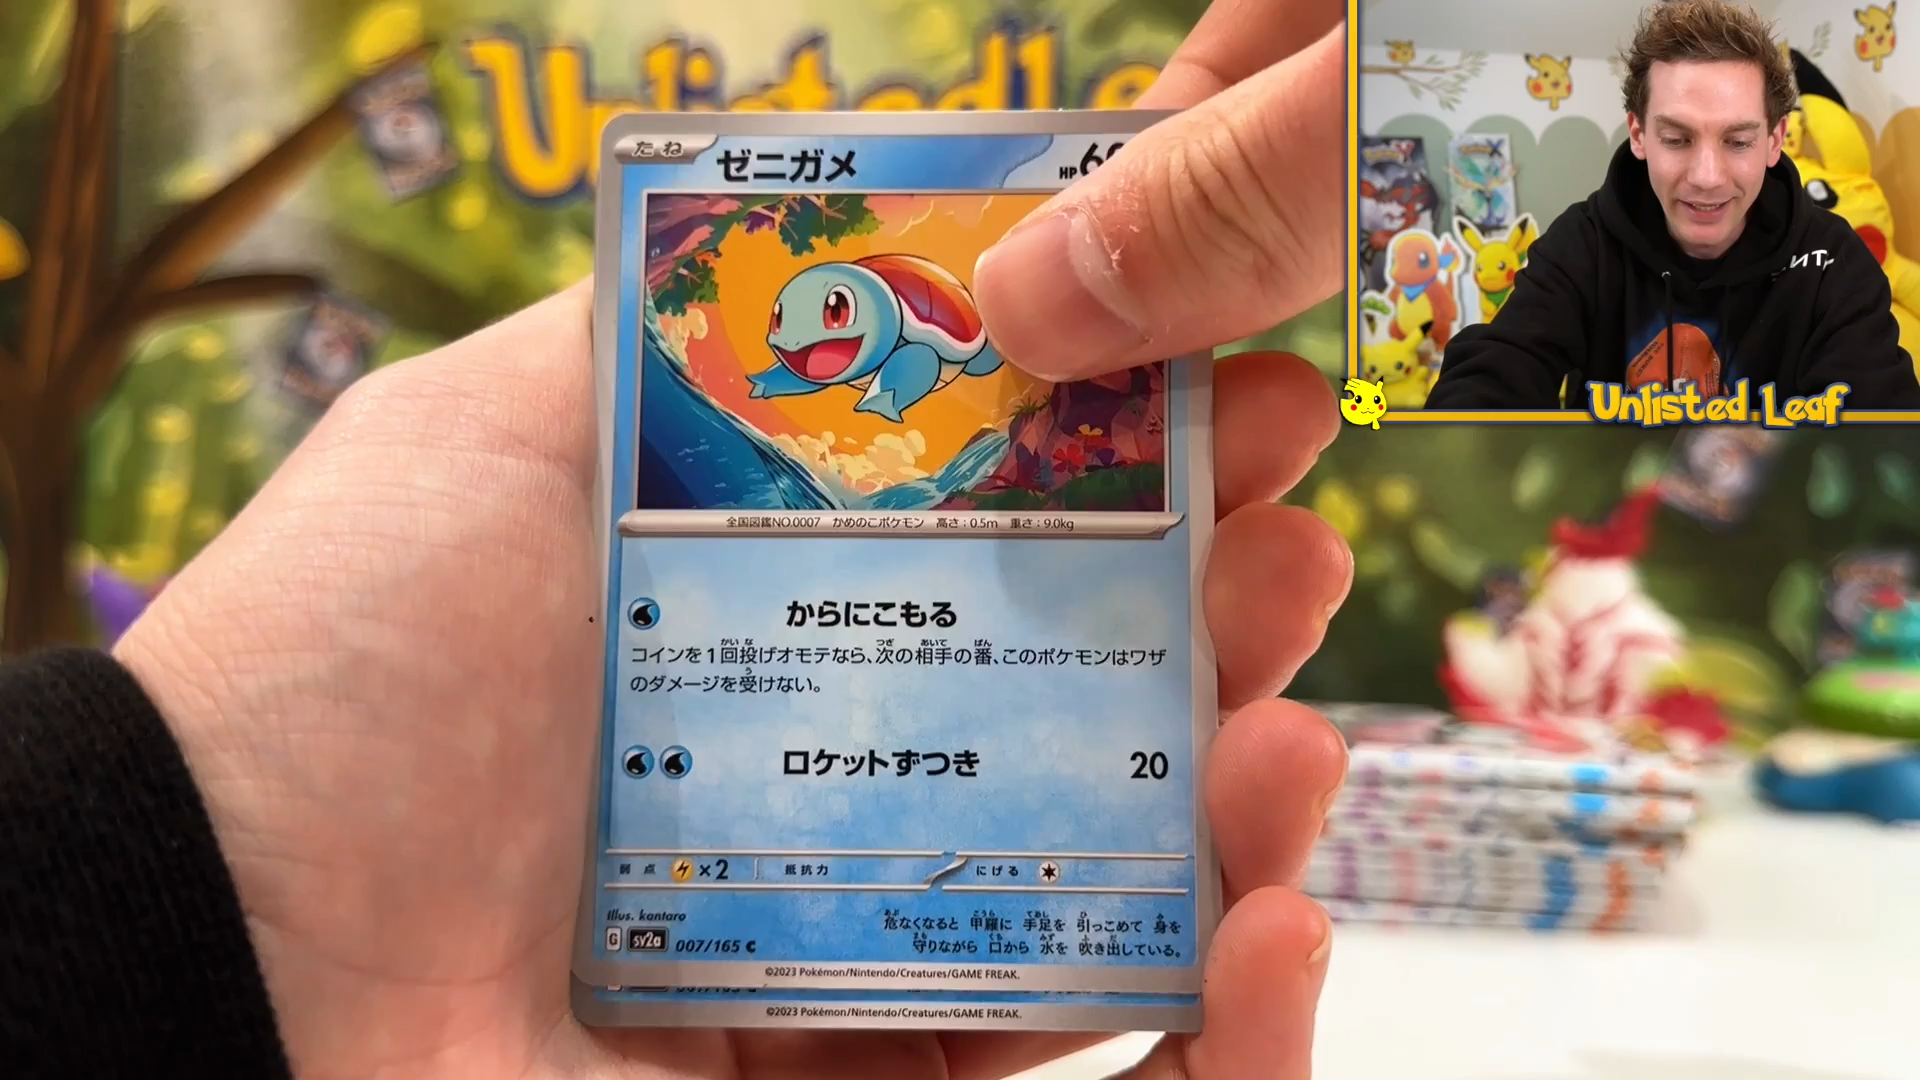 Unlisted
たね
ゼニガメ
HP 60
全国図鑑NO.0007 かめのこポケモン 高さ：0.5m 重さ：9.0kg
からにこもる
コインを1回投げオモテなら、次の相手の番、このポケモンはワザ
のダメージを受けない。
ロケットずつき 20
弱点 ×2 抵抗力 にげる
illus. kantaro
G sv2a 007/165 C
危なくなると 甲羅に 手足を 引っこめて 身を
守りながら 口から 水を 吹き出している。
©2023 Pokémon/Nintendo/Creatures/GAME FREAK.
©2023 Pokémon/Nintendo/Creatures/GAME FREAK.
Unlisted Leaf